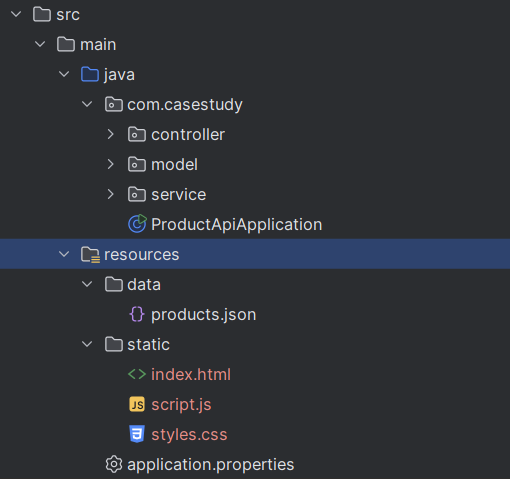 src
main
java
com.casestudy
controller
model
service
ProductApiApplication
resources
data
{} products.json
static
<> index.html
JS script.js
3 styles.css
application.properties